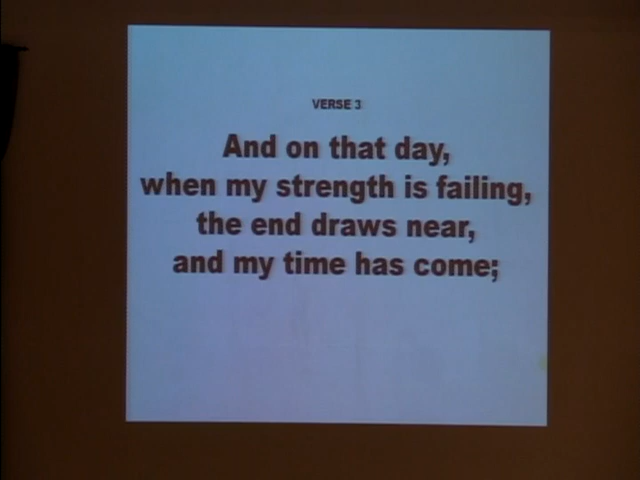 VERSE 3
And on that day,
when my strength is failing,
the end draws near,
and my time has come;